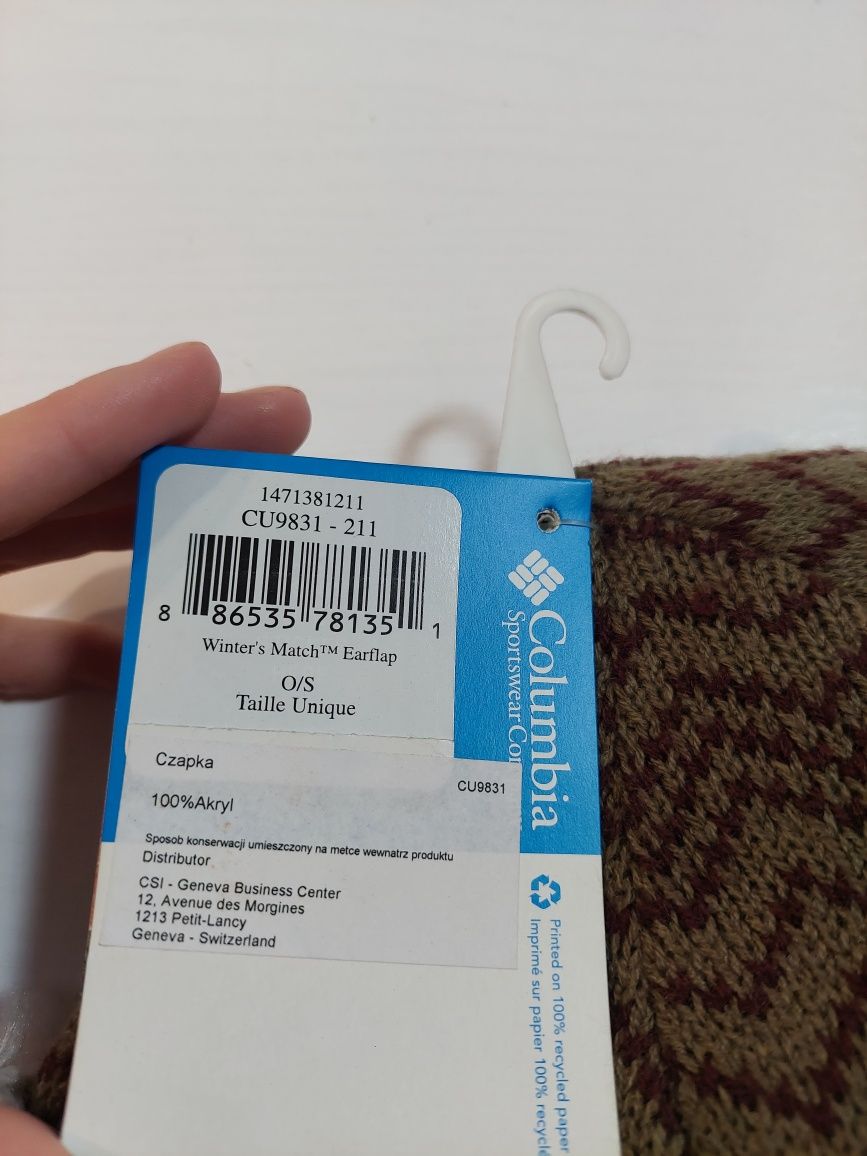 1471381211
CU9831 - 211
8 86535 78135 1
Winter's Match™ Earflap
O/S
Taille Unique
Czapka
CU9831
100%Akryl
Sposob konserwacji umieszczony na metce wewnatrz produktu
Distributor
CSI - Geneva Business Center
12, Avenue des Morgines
1213 Petit-Lancy
Geneva - Switzerland
Columbia
Sportswear Co
Printed on 100% recycled paper
Imprimé sur papier 100% recyclé